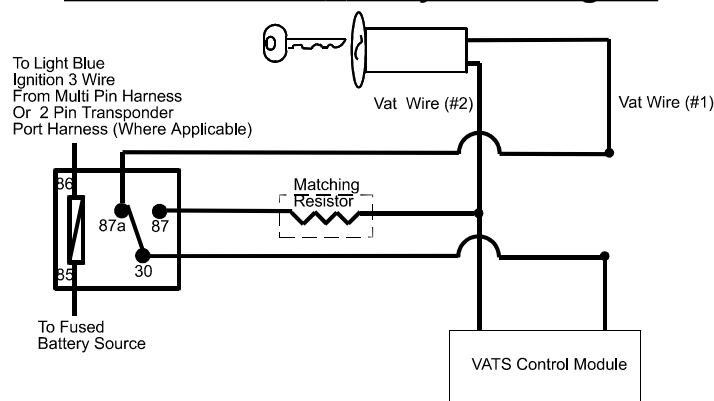 To Light Blue
Ignition 3 Wire
From Multi Pin Harness
Or 2 Pin Transponder
Port Harness (Where Applicable)
Vat Wire (#2)
Vat Wire (#1)
86
87a
87
30
85
Matching
Resistor
To Fused
Battery Source
VATS Control Module